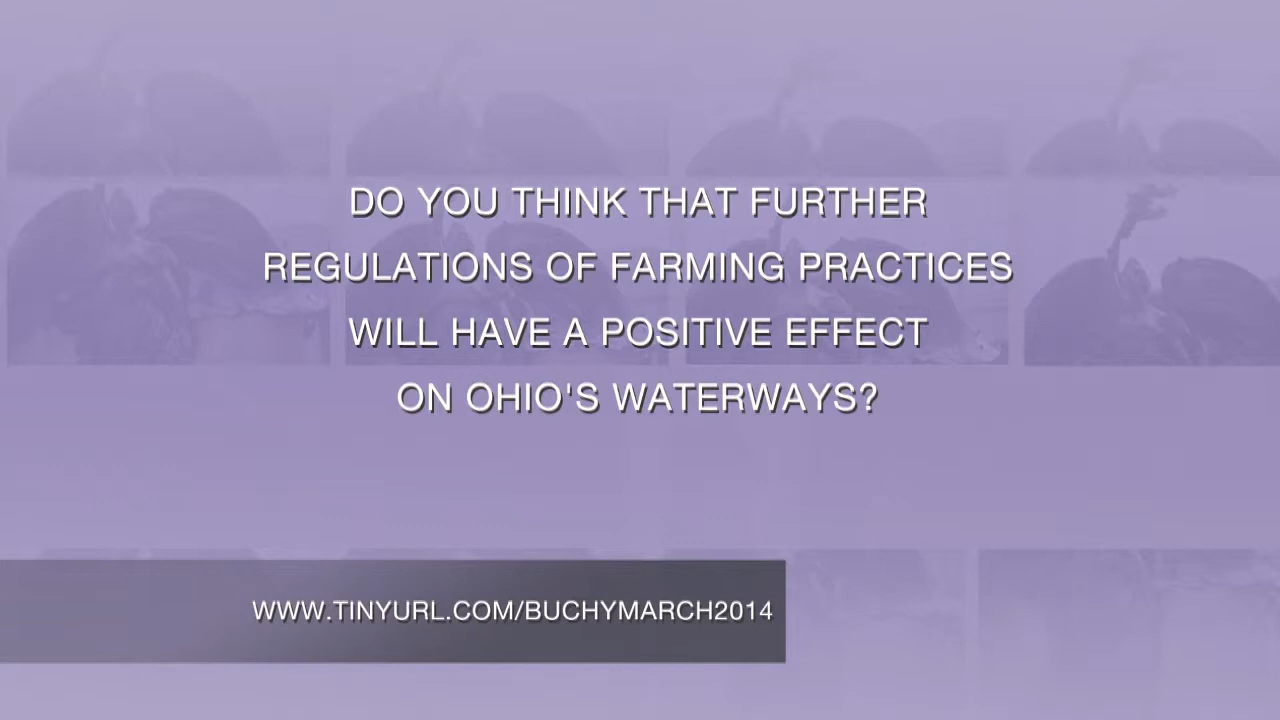 DO YOU THINK THAT FURTHER
REGULATIONS OF FARMING PRACTICES
WILL HAVE A POSITIVE EFFECT
ON OHIO'S WATERWAYS?
WWW.TINYURL.COM/BUCHYMARCH2014